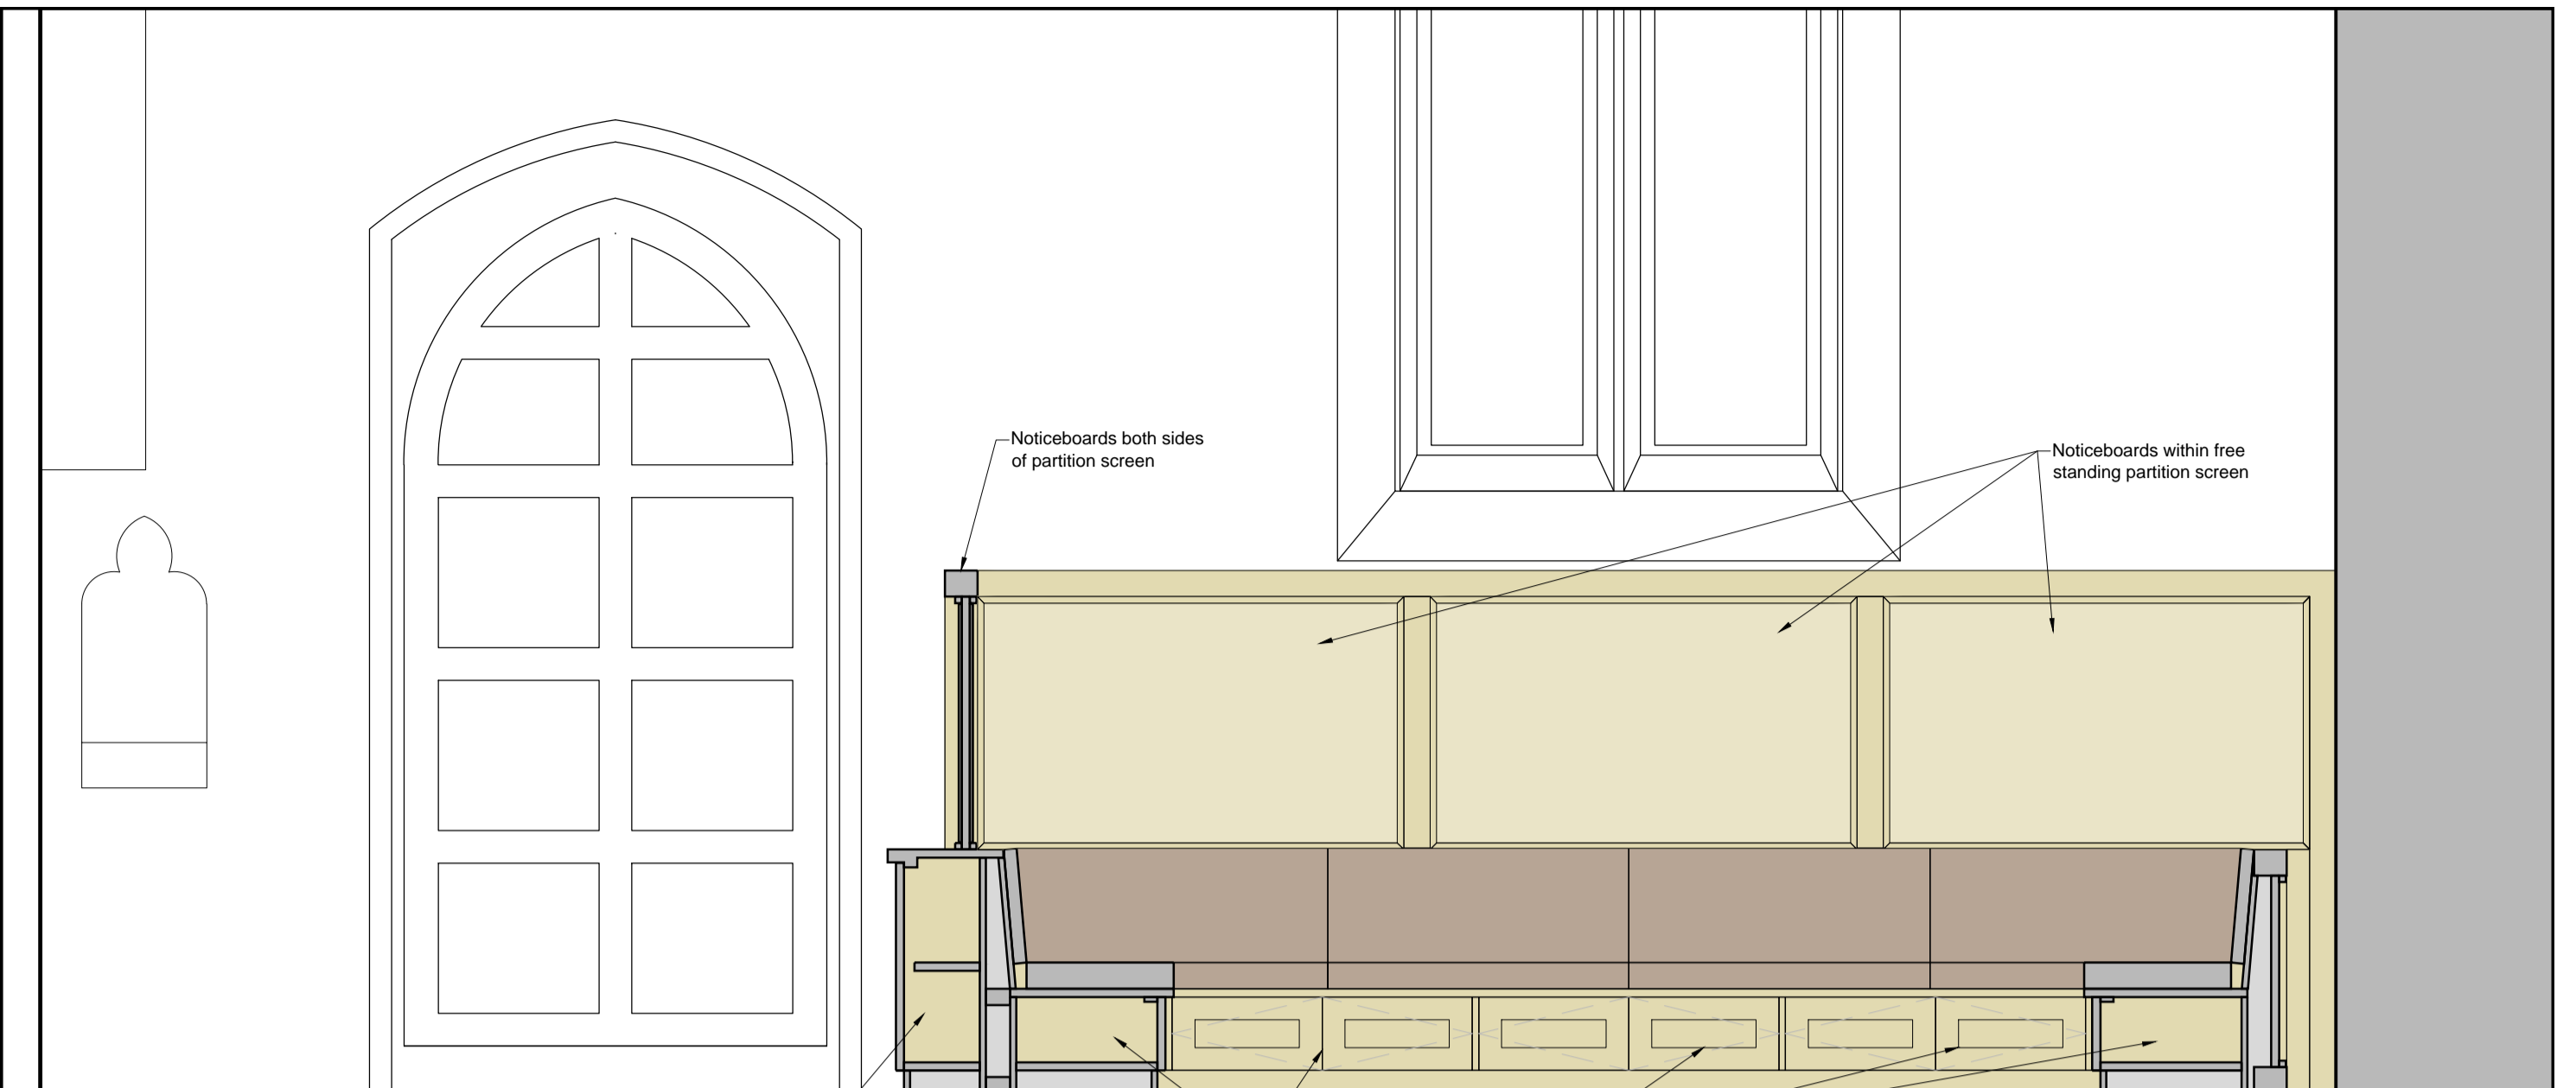 Noticeboards both sides
of partition screen
Noticeboards within free
standing partition screen